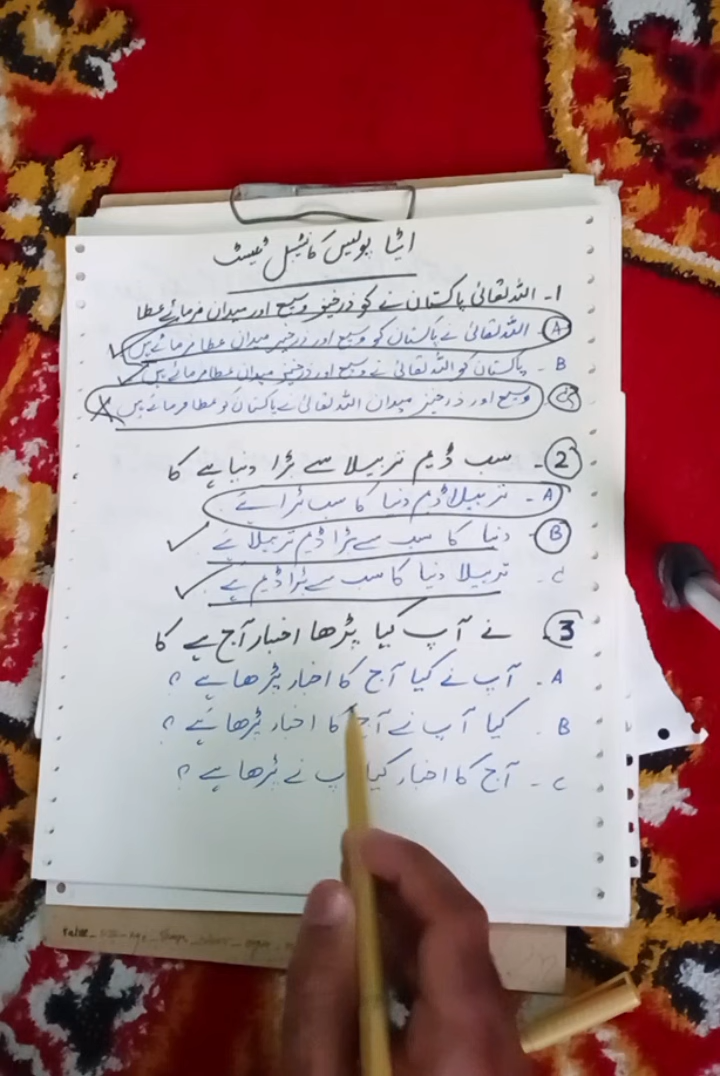 ایٹا پولیس کانٹیبل ٹیسٹ
1- اللہ تعالیٰ پاکستان نے کو زرخیز وسیع اور میدان فرمائے عطا
A - اللہ تعالیٰ نے پاکستان کو وسیع اور زرخیز میدان عطا فرمائے ہیں
B - پاکستان کو اللہ تعالیٰ نے وسیع اور زرخیز میدان عطا فرمائے ہیں
C - وسیع اور زرخیز میدان اللہ تعالیٰ نے پاکستان کو عطا فرمائے ہیں
2 - سب ڈیم تربیلا سے بڑا دنیا ہے کا
A - تربیلا ڈیم دنیا کا سب بڑا ہے
B - دنیا کا سب سے بڑا ڈیم تربیلا ہے
C - تربیلا دنیا کا سب سے بڑا ڈیم ہے
3 - نے آپ کیا پڑھا اخبار آج ہے کا
A - آپ نے کیا آج کا اخبار پڑھا ہے ؟
B - کیا آپ نے آج کا اخبار پڑھا ہے ؟
C - آج کا اخبار کیا آپ نے پڑھا ہے ؟